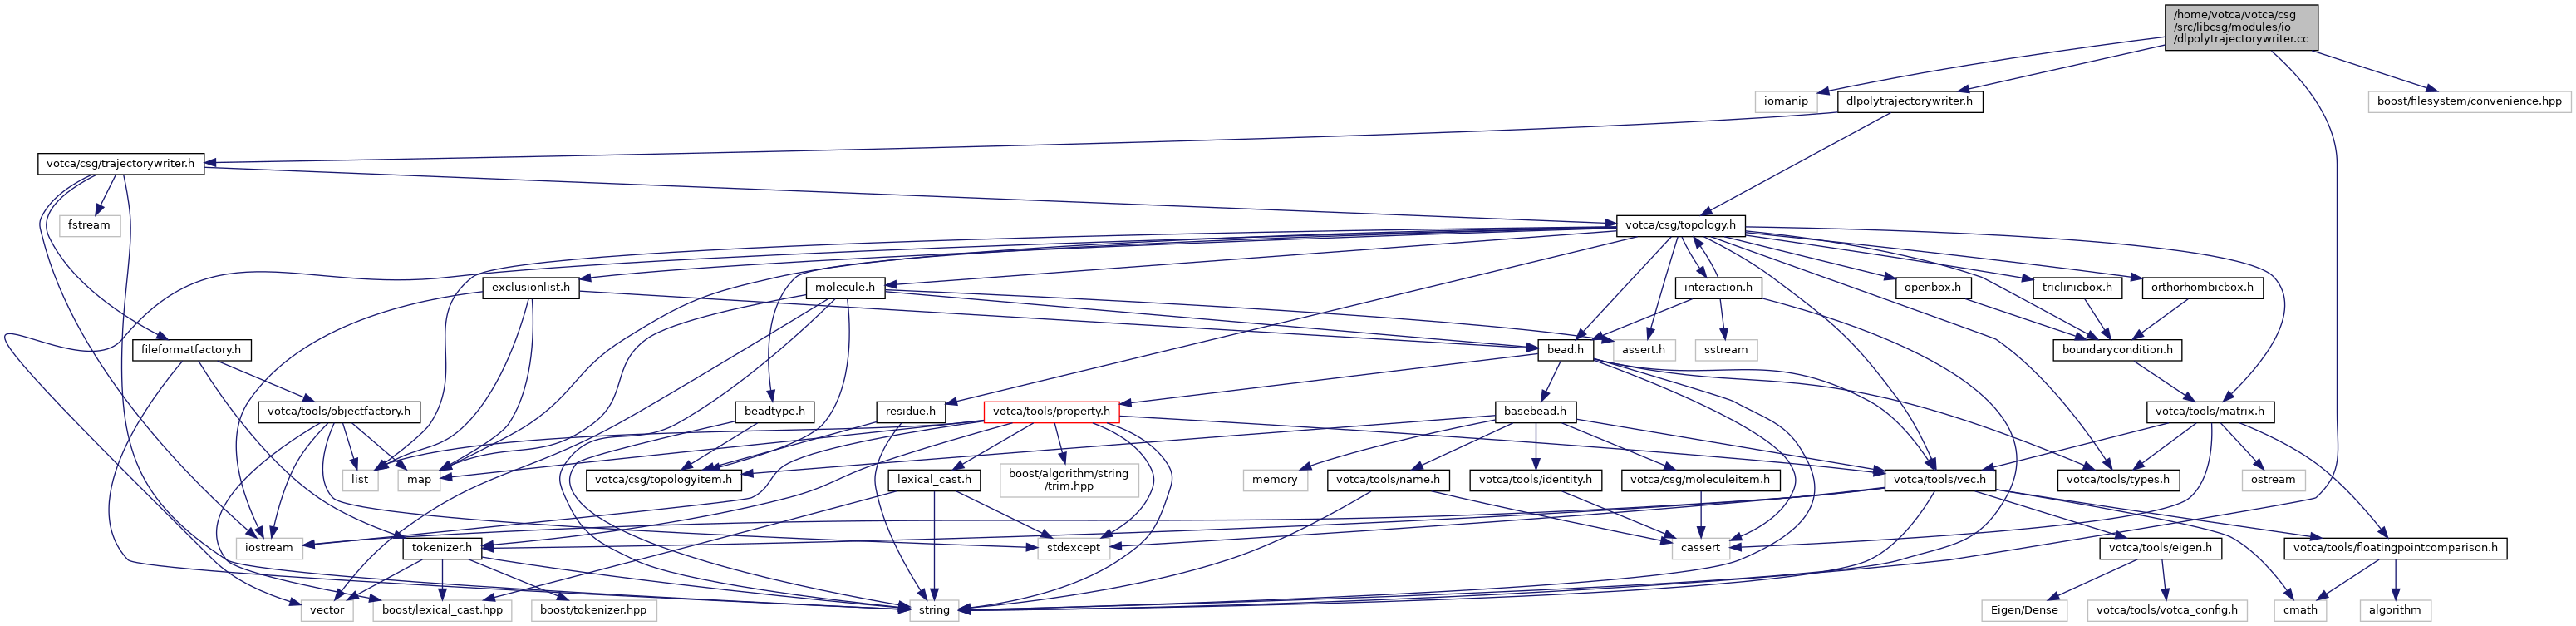 /home/votca/votca/csg
/src/libcsg/modules/io
/dlpolytrajectorywriter.cc
iomanip
dlpolytrajectorywriter.h
boost/filesystem/convenience.hpp
votca/csg/trajectorywriter.h
fstream
votca/csg/topology.h
exclusionlist.h
molecule.h
interaction.h
openbox.h
triclinicbox.h
orthorhombicbox.h
fileformatfactory.h
bead.h
assert.h
sstream
boundarycondition.h
votca/tools/objectfactory.h
beadtype.h
residue.h
votca/tools/property.h
basebead.h
votca/tools/matrix.h
list
map
votca/csg/topologyitem.h
lexical_cast.h
boost/algorithm/string
/trim.hpp
memory
votca/tools/name.h
votca/tools/identity.h
votca/csg/moleculeitem.h
votca/tools/vec.h
votca/tools/types.h
ostream
iostream
tokenizer.h
stdexcept
cassert
votca/tools/eigen.h
votca/tools/floatingpointcomparison.h
vector
boost/lexical_cast.hpp
boost/tokenizer.hpp
string
Eigen/Dense
votca/tools/votca_config.h
cmath
algorithm